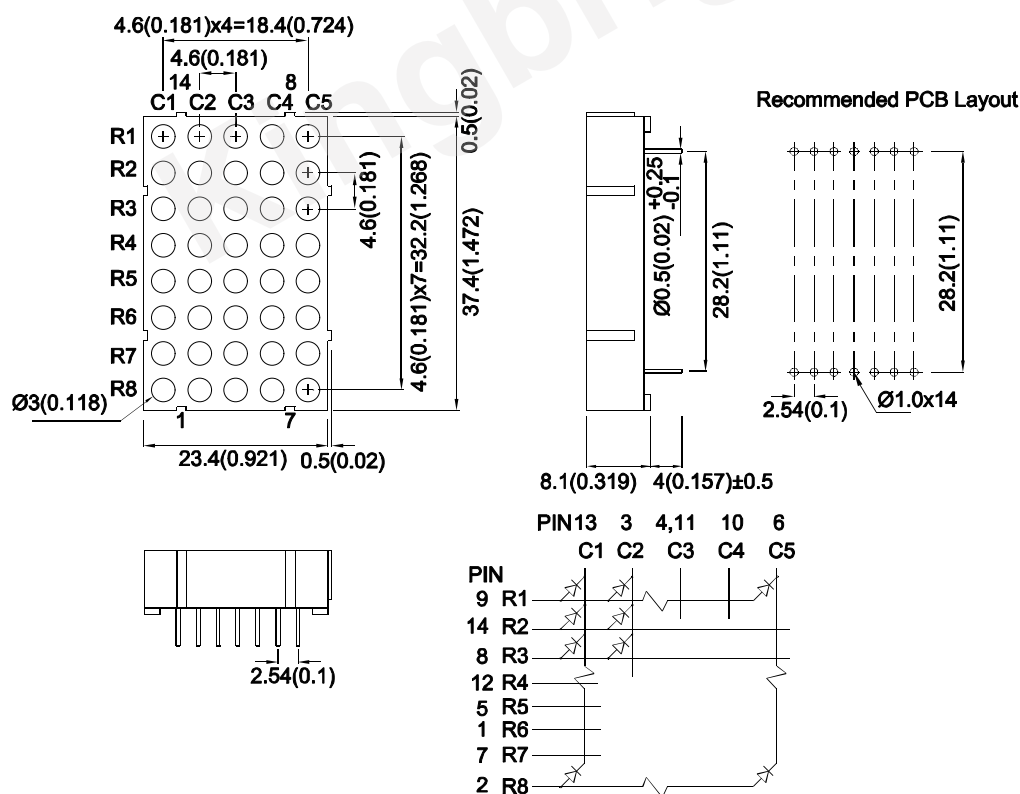 4.6(0.181)x4=18.4(0.724)
4.6(0.181)
14 8
C1 C2 C3 C4 C5
R1
R2
R3
R4
R5
R6
R7
R8
Ø3(0.118)
1 7
23.4(0.921) 0.5(0.02)
4.6(0.181)
4.6(0.181)x7=32.2(1.268)
0.5(0.02)
37.4(1.472)
Ø0.5(0.02) +0.25 -0.1
28.2(1.11)
8.1(0.319) 4(0.157)±0.5
Recommended PCB Layout
28.2(1.11)
2.54(0.1) Ø1.0x14
2.54(0.1)
PIN13 3 4,11 10 6
C1 C2 C3 C4 C5
PIN
9 R1
14 R2
8 R3
12 R4
5 R5
1 R6
7 R7
2 R8